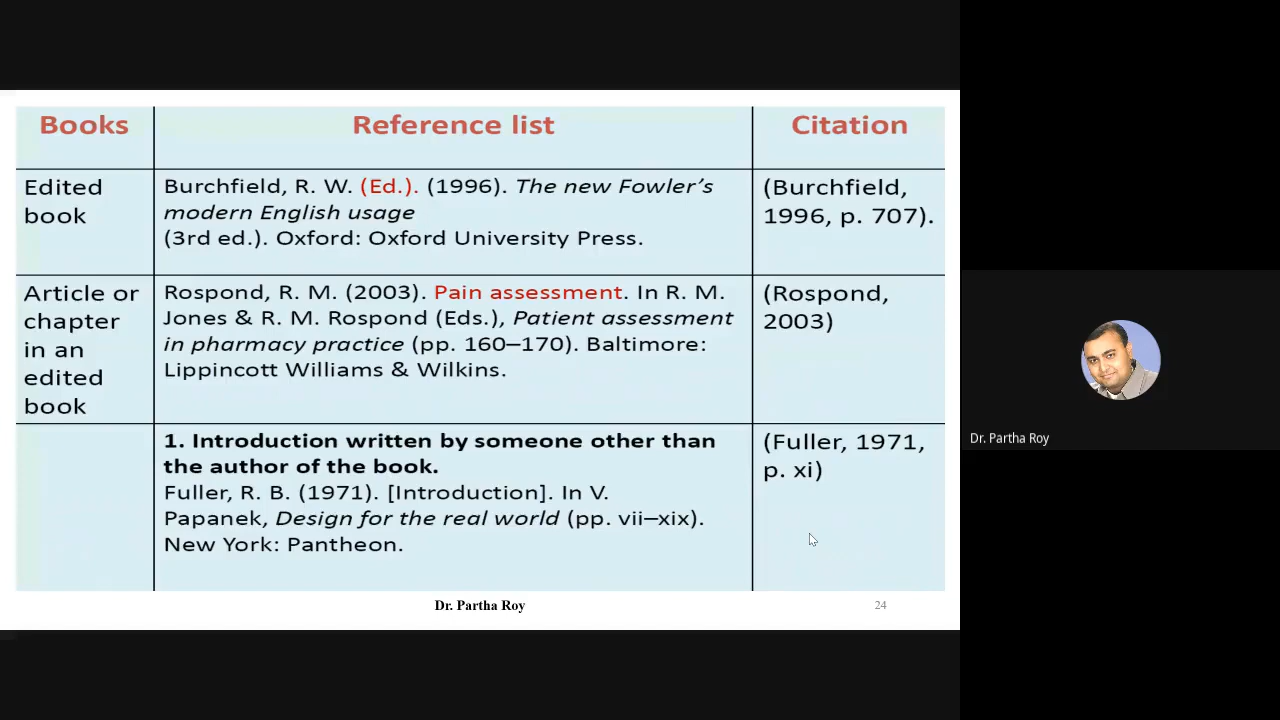 Books
Reference list
Citation
Edited
book
Burchfield, R. W. (Ed.). (1996). The new Fowler’s
modern English usage
(3rd ed.). Oxford: Oxford University Press.
(Burchfield,
1996, p. 707).
Article or
chapter
in an
edited
book
Rospond, R. M. (2003). Pain assessment. In R. M.
Jones & R. M. Rospond (Eds.), Patient assessment
in pharmacy practice (pp. 160–170). Baltimore:
Lippincott Williams & Wilkins.
(Rospond,
2003)
1. Introduction written by someone other than
the author of the book.
Fuller, R. B. (1971). [Introduction]. In V.
Papanek, Design for the real world (pp. vii–xix).
New York: Pantheon.
(Fuller, 1971,
p. xi)
Dr. Partha Roy
24
Dr. Partha Roy